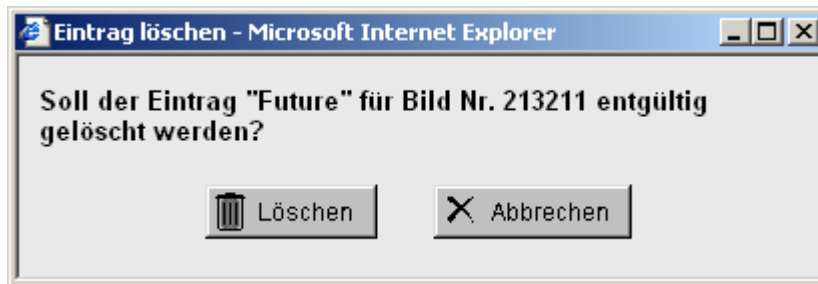 Eintrag löschen - Microsoft Internet Explorer
Soll der Eintrag "Future" für Bild Nr. 213211 entgültig
gelöscht werden?
Löschen
Abbrechen